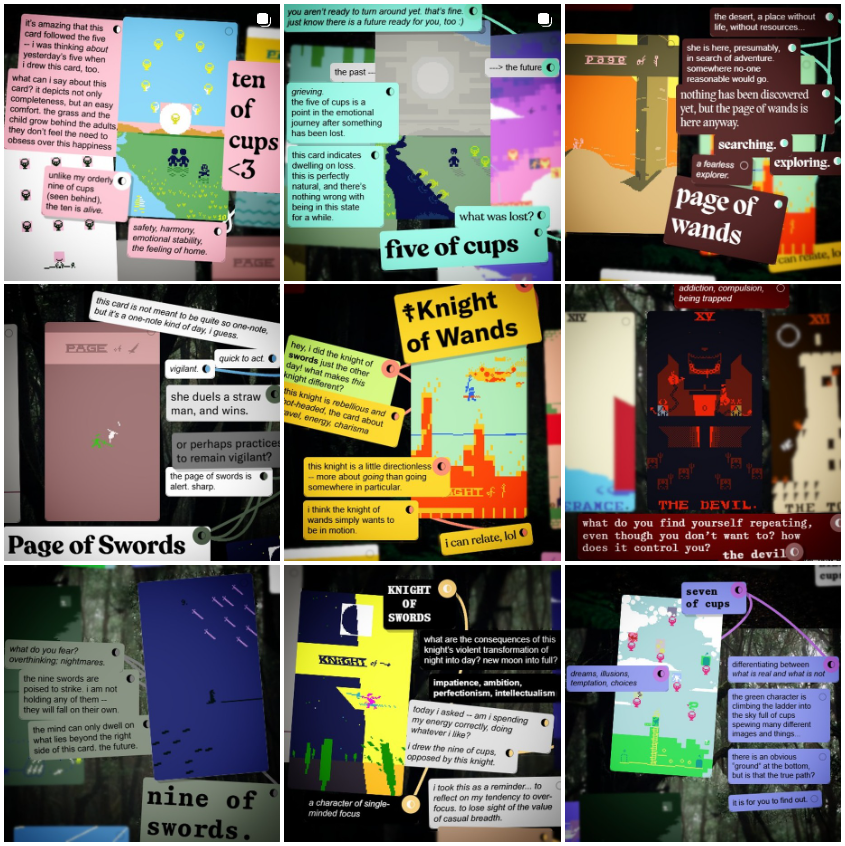 it's amazing that this
card followed the five
-- i was thinking about
yesterday's five when
i drew this card, too.
what can i say about this
card? it depicts not only
completeness, but an easy
comfort. the grass and the
child grow behind the adults,
they don't feel the need to
obsess over this happiness
ten
of
cups
<3
unlike my orderly
nine of cups
(seen behind),
the ten is alive.
safety, harmony,
emotional stability,
the feeling of home.
PAGE
you aren't ready to turn around yet. that's fine.
just know there is a future ready for you, too :)
the past ---
---> the future
grieving.
the five of cups is a
point in the emotional
journey after something
has been lost.
this card indicates
dwelling on loss.
this is perfectly
natural, and there's
nothing wrong with
being in this state
for a while.
what was lost?
five of cups
the desert, a place without
life, without resources...
she is here, presumably,
in search of adventure.
somewhere no-one
reasonable would go.
PAGE of
nothing has been discovered
yet, but the page of wands
is here anyway.
searching.
exploring.
a fearless
explorer.
page of
wands
can relate, lo
this card is not meant to be quite so one-note,
but it's a one-note kind of day, i guess.
PAGE of
quick to act.
vigilant.
she duels a straw
man, and wins.
or perhaps practices
to remain vigilant?
the page of swords is
alert. sharp.
Page of Swords
Knight
of Wands
hey, i did the knight of
swords just the other
day! what makes this
knight different?
this knight is rebellious and
hot-headed, the card about
travel, energy, charisma
this knight is a little directionless
-- more about going than going
somewhere in particular.
KNIGHT of
i think the knight of
wands simply wants to
be in motion.
i can relate, lol
addiction, compulsion,
being trapped
XIV
XV
XVI
THE DEVIL.
THE TO
what do you find yourself repeating,
even though you don't want to? how
does it control you?
the devil
what do you fear?
overthinking; nightmares.
the nine swords are
poised to strike. i am not
holding any of them --
they will fall on their own.
the mind can only dwell on
what lies beyond the right
side of this card. the future.
nine of
swords.
KNIGHT
OF
SWORDS
what are the consequences of this
knight's violent transformation of
night into day? new moon into full?
KNIGHT of
impatience, ambition,
perfectionism, intellectualism
today i asked -- am i spending
my energy correctly, doing
whatever i like?
i drew the nine of cups,
opposed by this knight.
a character of single-
minded focus
i took this as a reminder... to
reflect on my tendency to over-
focus. to lose sight of the value
of casual breadth.
cups
seven
of cups
differentiating between
what is real and what is not
dreams, illusions,
temptation, choices
the green character is
climbing the ladder into
the sky full of cups
spewing many different
images and things...
there is an obvious
"ground" at the bottom,
but is that the true path?
it is for you to find out.